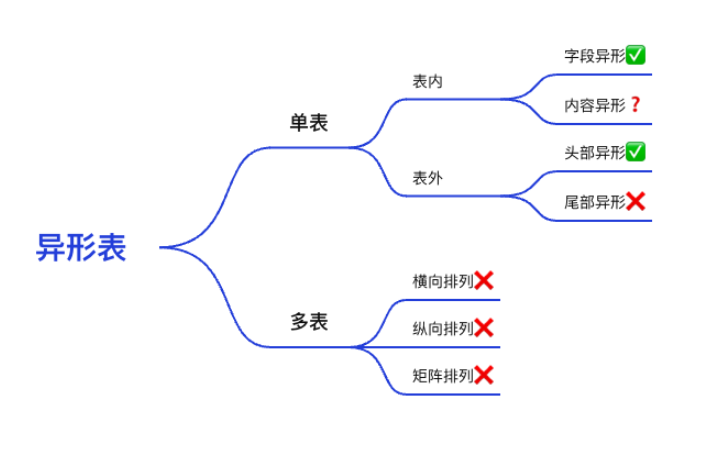 异形表
单表
表内
字段异形✅
内容异形❓
表外
头部异形✅
尾部异形❌
多表
横向排列❌
纵向排列❌
矩阵排列❌